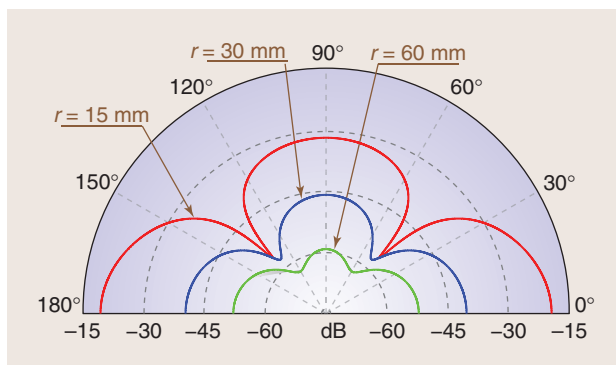 r = 30 mm
90°
r = 60 mm
120°
60°
r = 15 mm
150°
30°
180°
0°
–15 –30 –45 –60 dB –60 –45 –30 –15